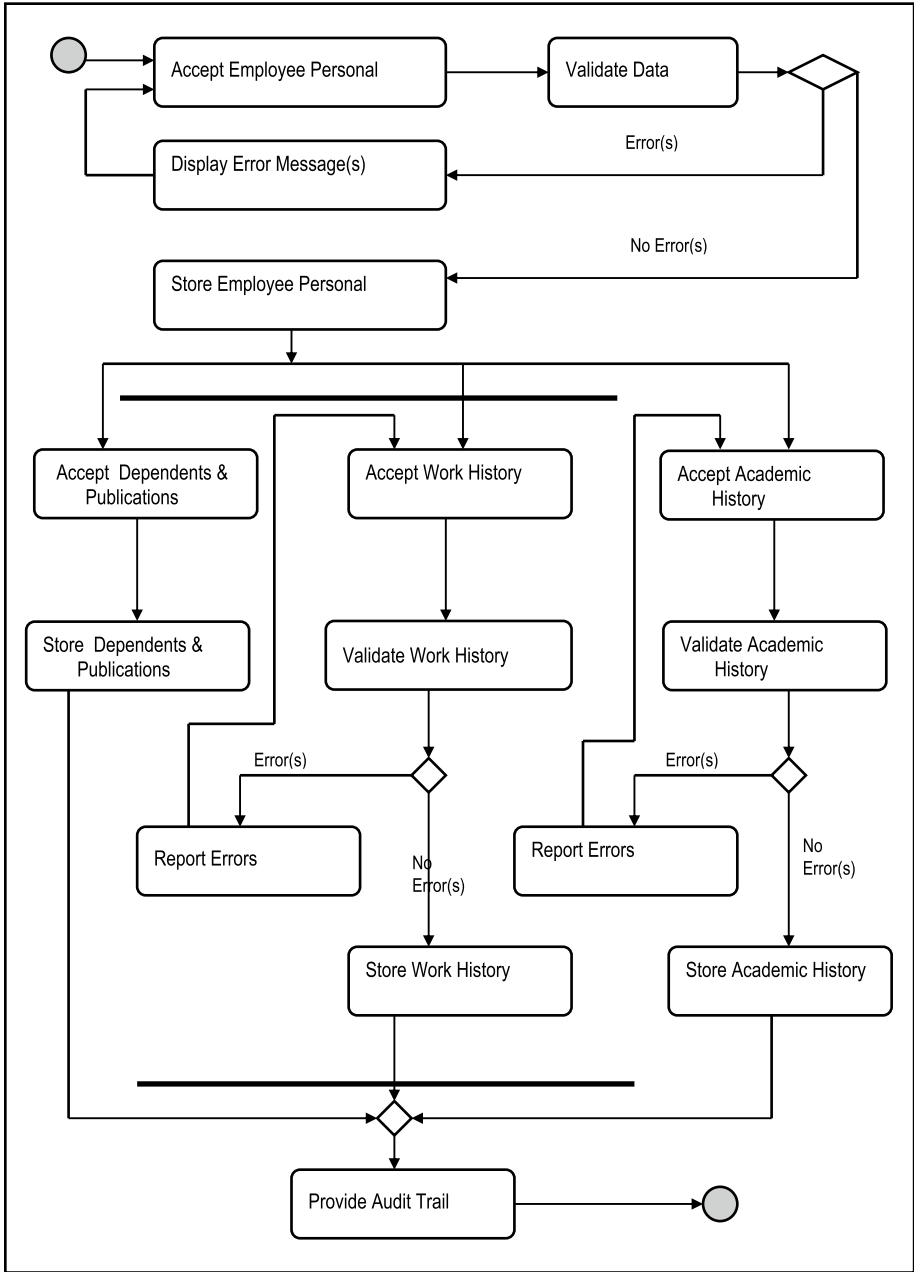 Accept Employee Personal
Validate Data
Error(s)
Display Error Message(s)
No Error(s)
Store Employee Personal
Accept Dependents &
Publications
Accept Work History
Accept Academic
History
Store Dependents &
Publications
Validate Work History
Validate Academic
History
Error(s)
Error(s)
Report Errors
No
Error(s)
Report Errors
No
Error(s)
Store Work History
Store Academic History
Provide Audit Trail